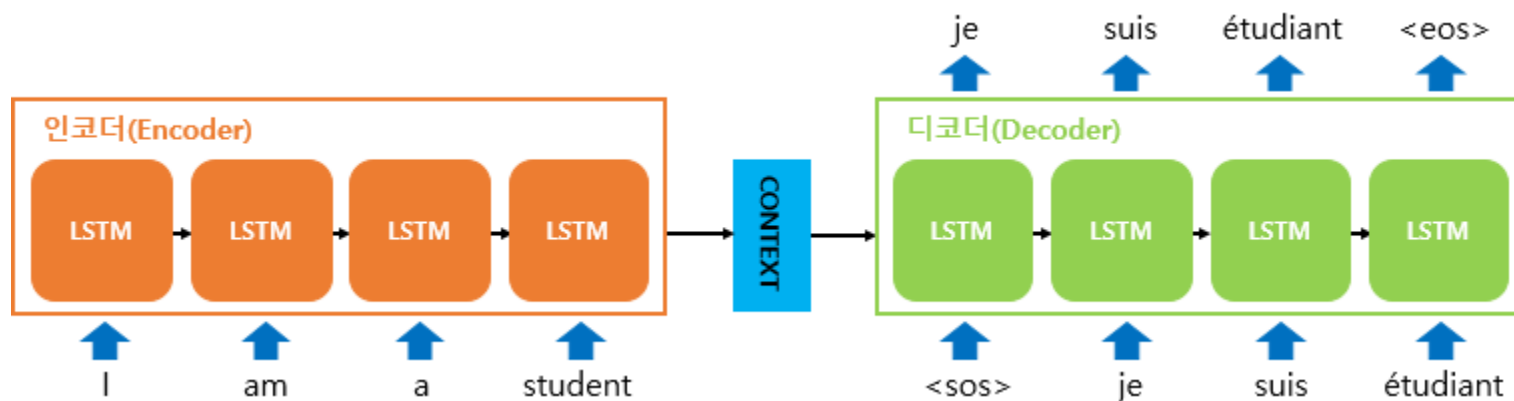 je suis étudiant <eos>
인코더(Encoder)
LSTM LSTM LSTM LSTM
CONTEXT
디코더(Decoder)
LSTM LSTM LSTM LSTM
I am a student
<sos> je suis étudiant